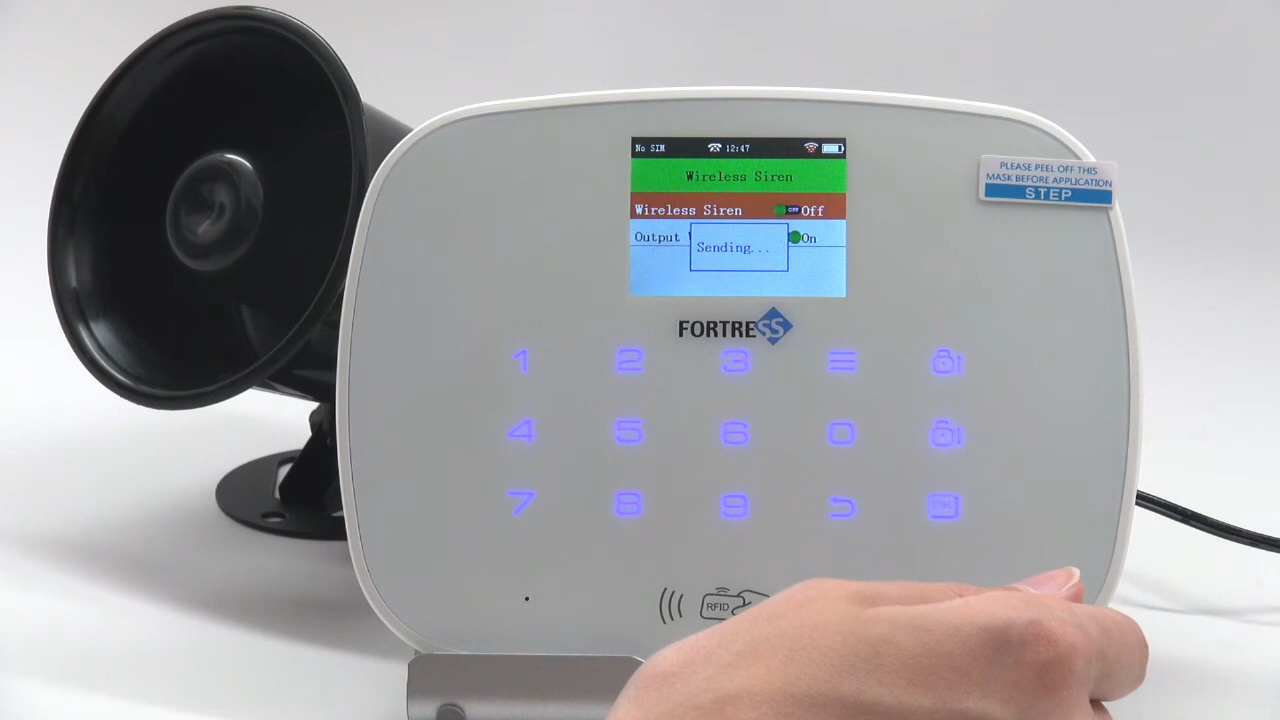 No SIM 12:47
Wireless Siren
Wireless Siren OFF Off
Output On
Sending...
PLEASE PEEL OFF THIS
MASK BEFORE APPLICATION
STEP
FORTRESS
1 2 3
4 5 6 0
7 8 9 OK
RFID